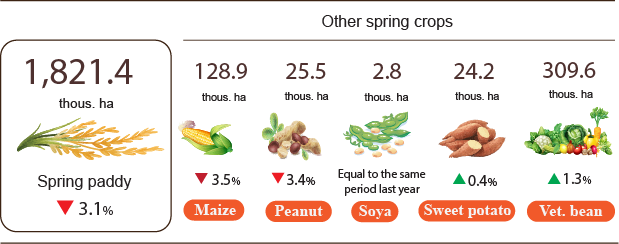 Other spring crops
1,821.4
thous. ha
Spring paddy
▼ 3.1%
128.9
thous. ha
▼ 3.5%
Maize
25.5
thous. ha
▼ 3.4%
Peanut
2.8
thous. ha
Equal to the same
period last year
Soya
24.2
thous. ha
▲ 0.4%
Sweet potato
309.6
thous. ha
▲ 1.3%
Vet. bean